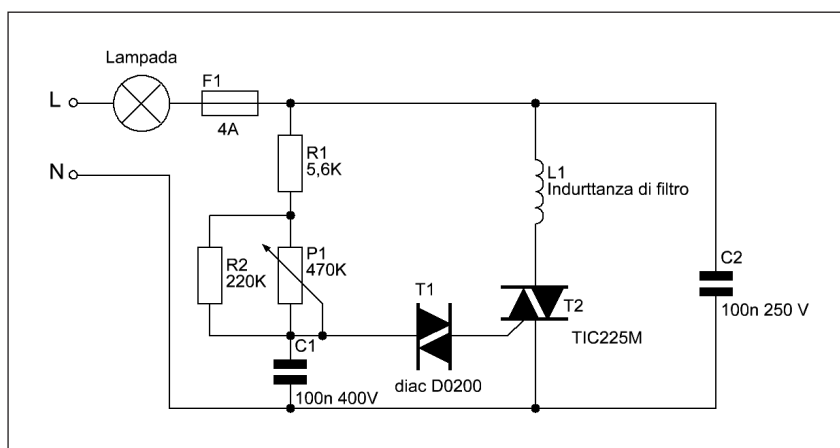 Lampada
F1
L
4A
R1
5,6K
N
L1
Indurttanza di filtro
R2
220K
P1
470K
C2
100n 250 V
T1
T2
TIC225M
C1
diac D0200
100n 400V